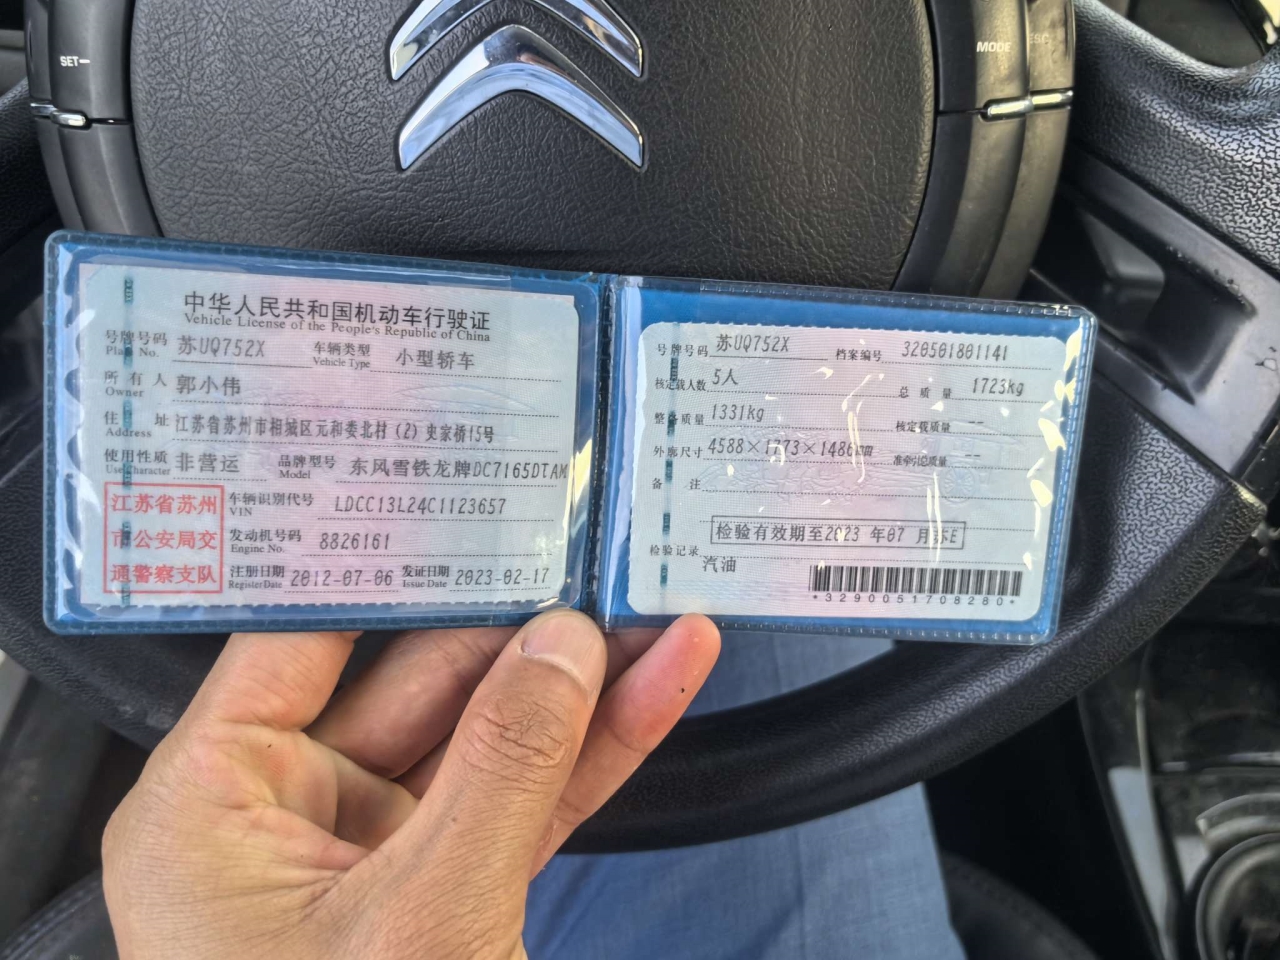 SET−
MODE
ESC
中华人民共和国机动车行驶证
Vehicle License of the People's Republic of China
号牌号码 苏UQ752X 车辆类型 小型轿车
Plate No. Vehicle Type
所有人 郭小伟
Owner
住址 江苏省苏州市相城区元和娄北村(2)史家桥15号
Address
使用性质 非营运 品牌型号 东风雪铁龙牌DC7165DTAM
Use Character Model
江苏省苏州
市公安局交
通警察支队
车辆识别代号 LDCC13L24C1123657
VIN
发动机号码 8826161
Engine No.
注册日期 2012-07-06 发证日期 2023-02-17
Register Date Issue Date
号牌号码 苏UQ752X 档案编号 320501801141
核定载人数 5人 总质量 1723kg
整备质量 1331kg 核定载质量 --
外廓尺寸 4588×1773×1486mm 准牵引总质量 --
备注
检验有效期至2023 年07 月苏E
检验记录
汽油
*3290051708280*